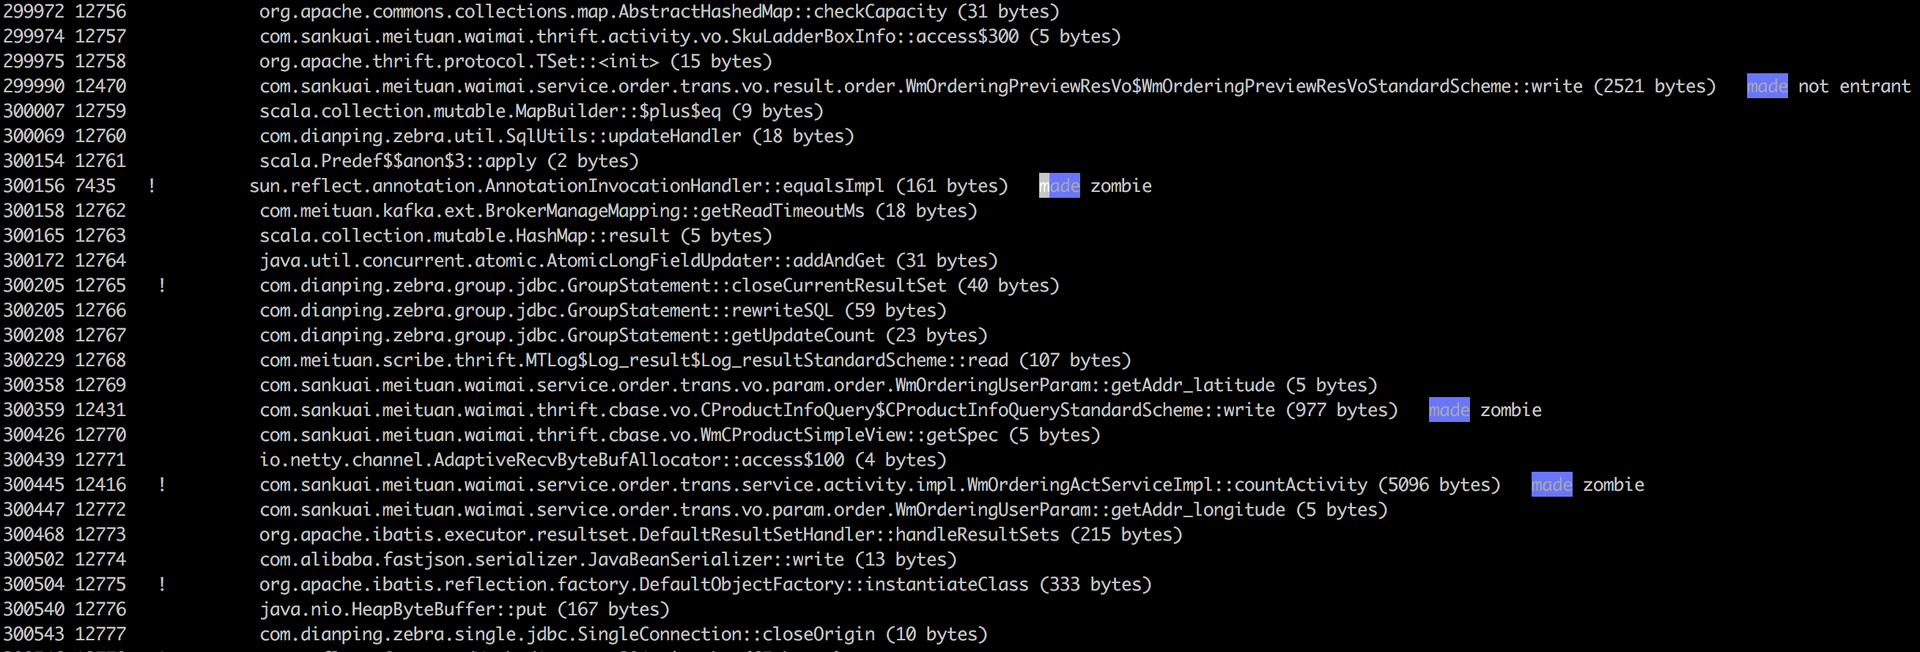 299972 12756 org.apache.commons.collections.map.AbstractHashedMap::checkCapacity (31 bytes)
299974 12757 com.sankuai.meituan.waimai.thrift.activity.vo.SkuLadderBoxInfo::access$300 (5 bytes)
299975 12758 org.apache.thrift.protocol.TSet::<init> (15 bytes)
299990 12470 com.sankuai.meituan.waimai.service.order.trans.vo.result.order.WmOrderingPreviewResVo$WmOrderingPreviewResVoStandardScheme::write (2521 bytes) made not entrant
300007 12759 scala.collection.mutable.MapBuilder::$plus$eq (9 bytes)
300069 12760 com.dianping.zebra.util.SqlUtils::updateHandler (18 bytes)
300154 12761 scala.Predef$$anon$3::apply (2 bytes)
300156 7435 ! sun.reflect.annotation.AnnotationInvocationHandler::equalsImpl (161 bytes) made zombie
300158 12762 com.meituan.kafka.ext.BrokerManageMapping::getReadTimeoutMs (18 bytes)
300165 12763 scala.collection.mutable.HashMap::result (5 bytes)
300172 12764 java.util.concurrent.atomic.AtomicLongFieldUpdater::addAndGet (31 bytes)
300205 12765 ! com.dianping.zebra.group.jdbc.GroupStatement::closeCurrentResultSet (40 bytes)
300205 12766 com.dianping.zebra.group.jdbc.GroupStatement::rewriteSQL (59 bytes)
300208 12767 com.dianping.zebra.group.jdbc.GroupStatement::getUpdateCount (23 bytes)
300229 12768 com.meituan.scribe.thrift.MTLog$Log_result$Log_resultStandardScheme::read (107 bytes)
300358 12769 com.sankuai.meituan.waimai.service.order.trans.vo.param.order.WmOrderingUserParam::getAddr_latitude (5 bytes)
300359 12431 com.sankuai.meituan.waimai.thrift.cbase.vo.CProductInfoQuery$CProductInfoQueryStandardScheme::write (977 bytes) made zombie
300426 12770 com.sankuai.meituan.waimai.thrift.cbase.vo.WmCProductSimpleView::getSpec (5 bytes)
300439 12771 io.netty.channel.AdaptiveRecvByteBufAllocator::access$100 (4 bytes)
300445 12416 ! com.sankuai.meituan.waimai.service.order.trans.service.activity.impl.WmOrderingActServiceImpl::countActivity (5096 bytes) made zombie
300447 12772 com.sankuai.meituan.waimai.service.order.trans.vo.param.order.WmOrderingUserParam::getAddr_longitude (5 bytes)
300468 12773 org.apache.ibatis.executor.resultset.DefaultResultSetHandler::handleResultSets (215 bytes)
300502 12774 com.alibaba.fastjson.serializer.JavaBeanSerializer::write (13 bytes)
300504 12775 ! org.apache.ibatis.reflection.factory.DefaultObjectFactory::instantiateClass (333 bytes)
300540 12776 java.nio.HeapByteBuffer::put (167 bytes)
300543 12777 com.dianping.zebra.single.jdbc.SingleConnection::closeOrigin (10 bytes)